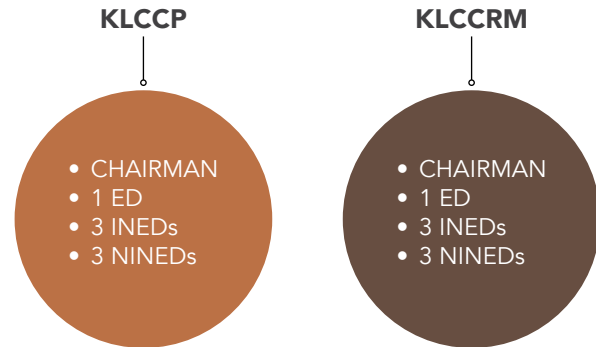 KLCCP
• CHAIRMAN
• 1 ED
• 3 INEDs
• 3 NINEDs
KLCCRM
• CHAIRMAN
• 1 ED
• 3 INEDs
• 3 NINEDs